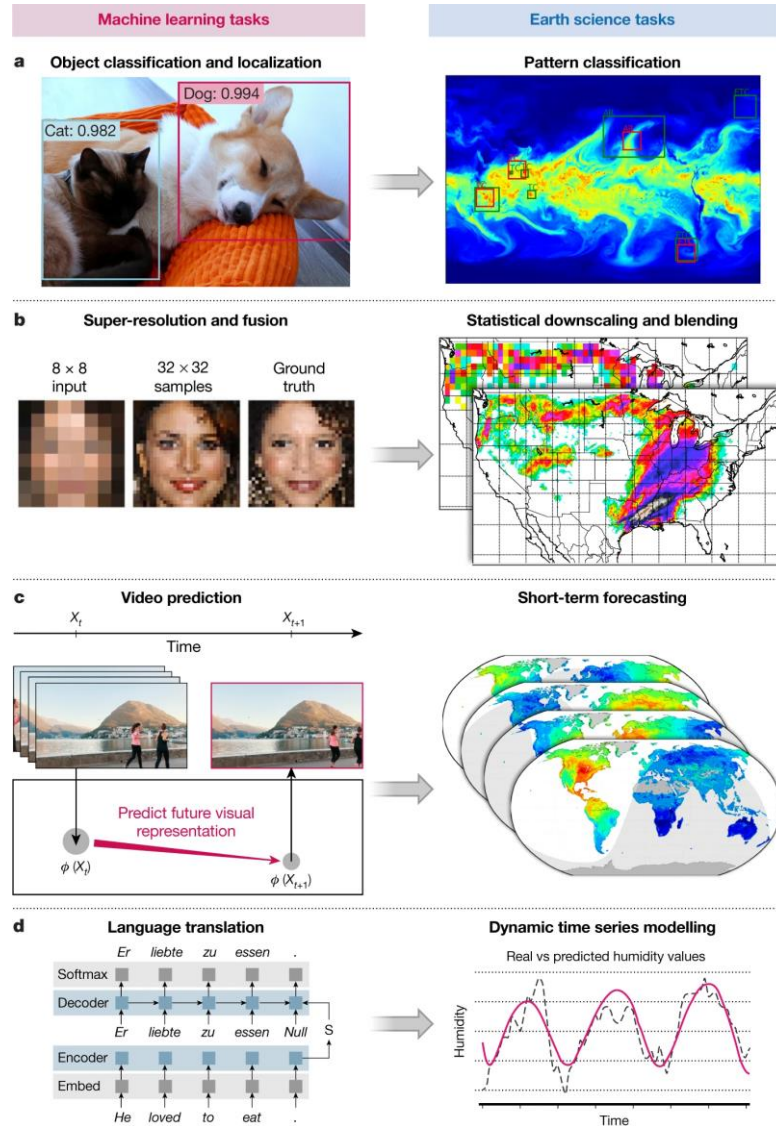 Machine learning tasks
Earth science tasks
a
Object classification and localization
Pattern classification
Dog: 0.994
Cat: 0.982
ETC
AR
AR
TC
b
Super-resolution and fusion
Statistical downscaling and blending
8 × 8
input
32 × 32
samples
Ground
truth
c
Video prediction
Short-term forecasting
Xt
Xt+1
Time
Predict future visual
representation
ϕ (Xt)
ϕ (Xt+1)
d
Language translation
Dynamic time series modelling
Er liebte zu essen .
Real vs predicted humidity values
Softmax
Decoder
Er liebte zu essen Null
S
Encoder
Embed
He loved to eat .
Humidity
Time